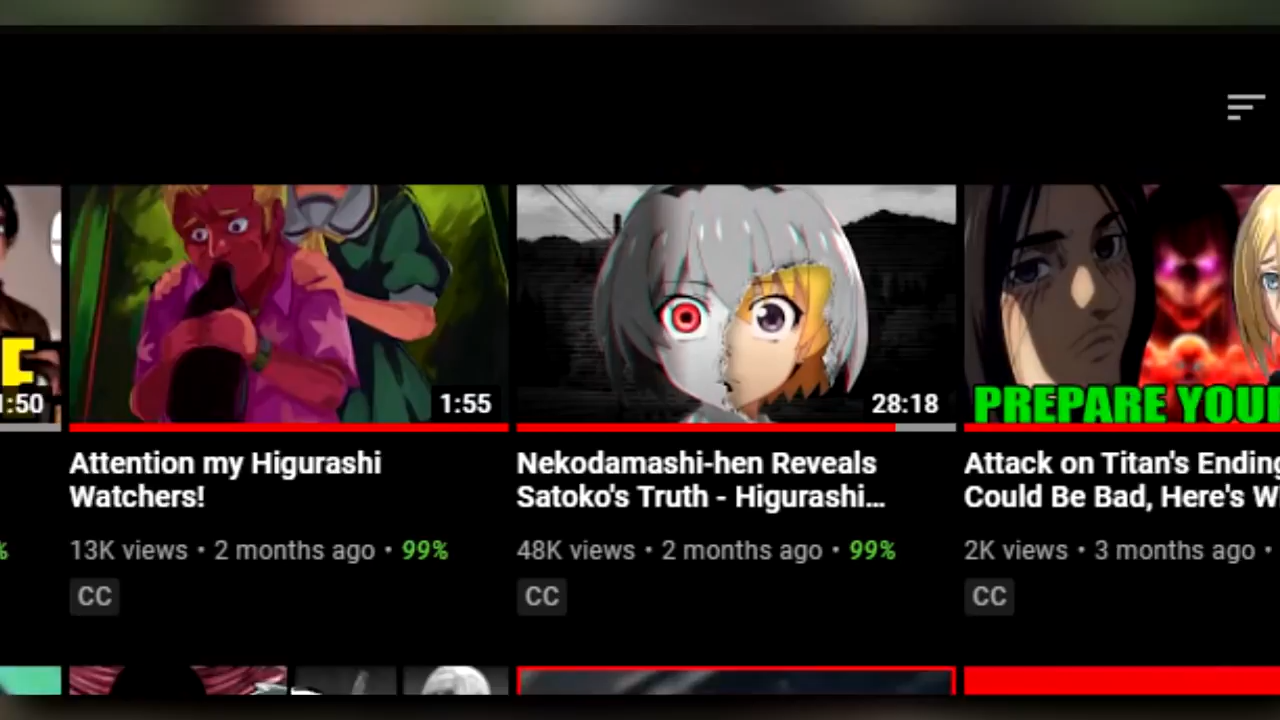 E
1:50
1:55
28:18
PREPARE YOUR
Attention my Higurashi
Watchers!
Nekodamashi-hen Reveals
Satoko's Truth - Higurashi...
Attack on Titan's Ending
Could Be Bad, Here's W
%
13K views • 2 months ago • 99%
48K views • 2 months ago • 99%
2K views • 3 months ago •
CC
CC
CC